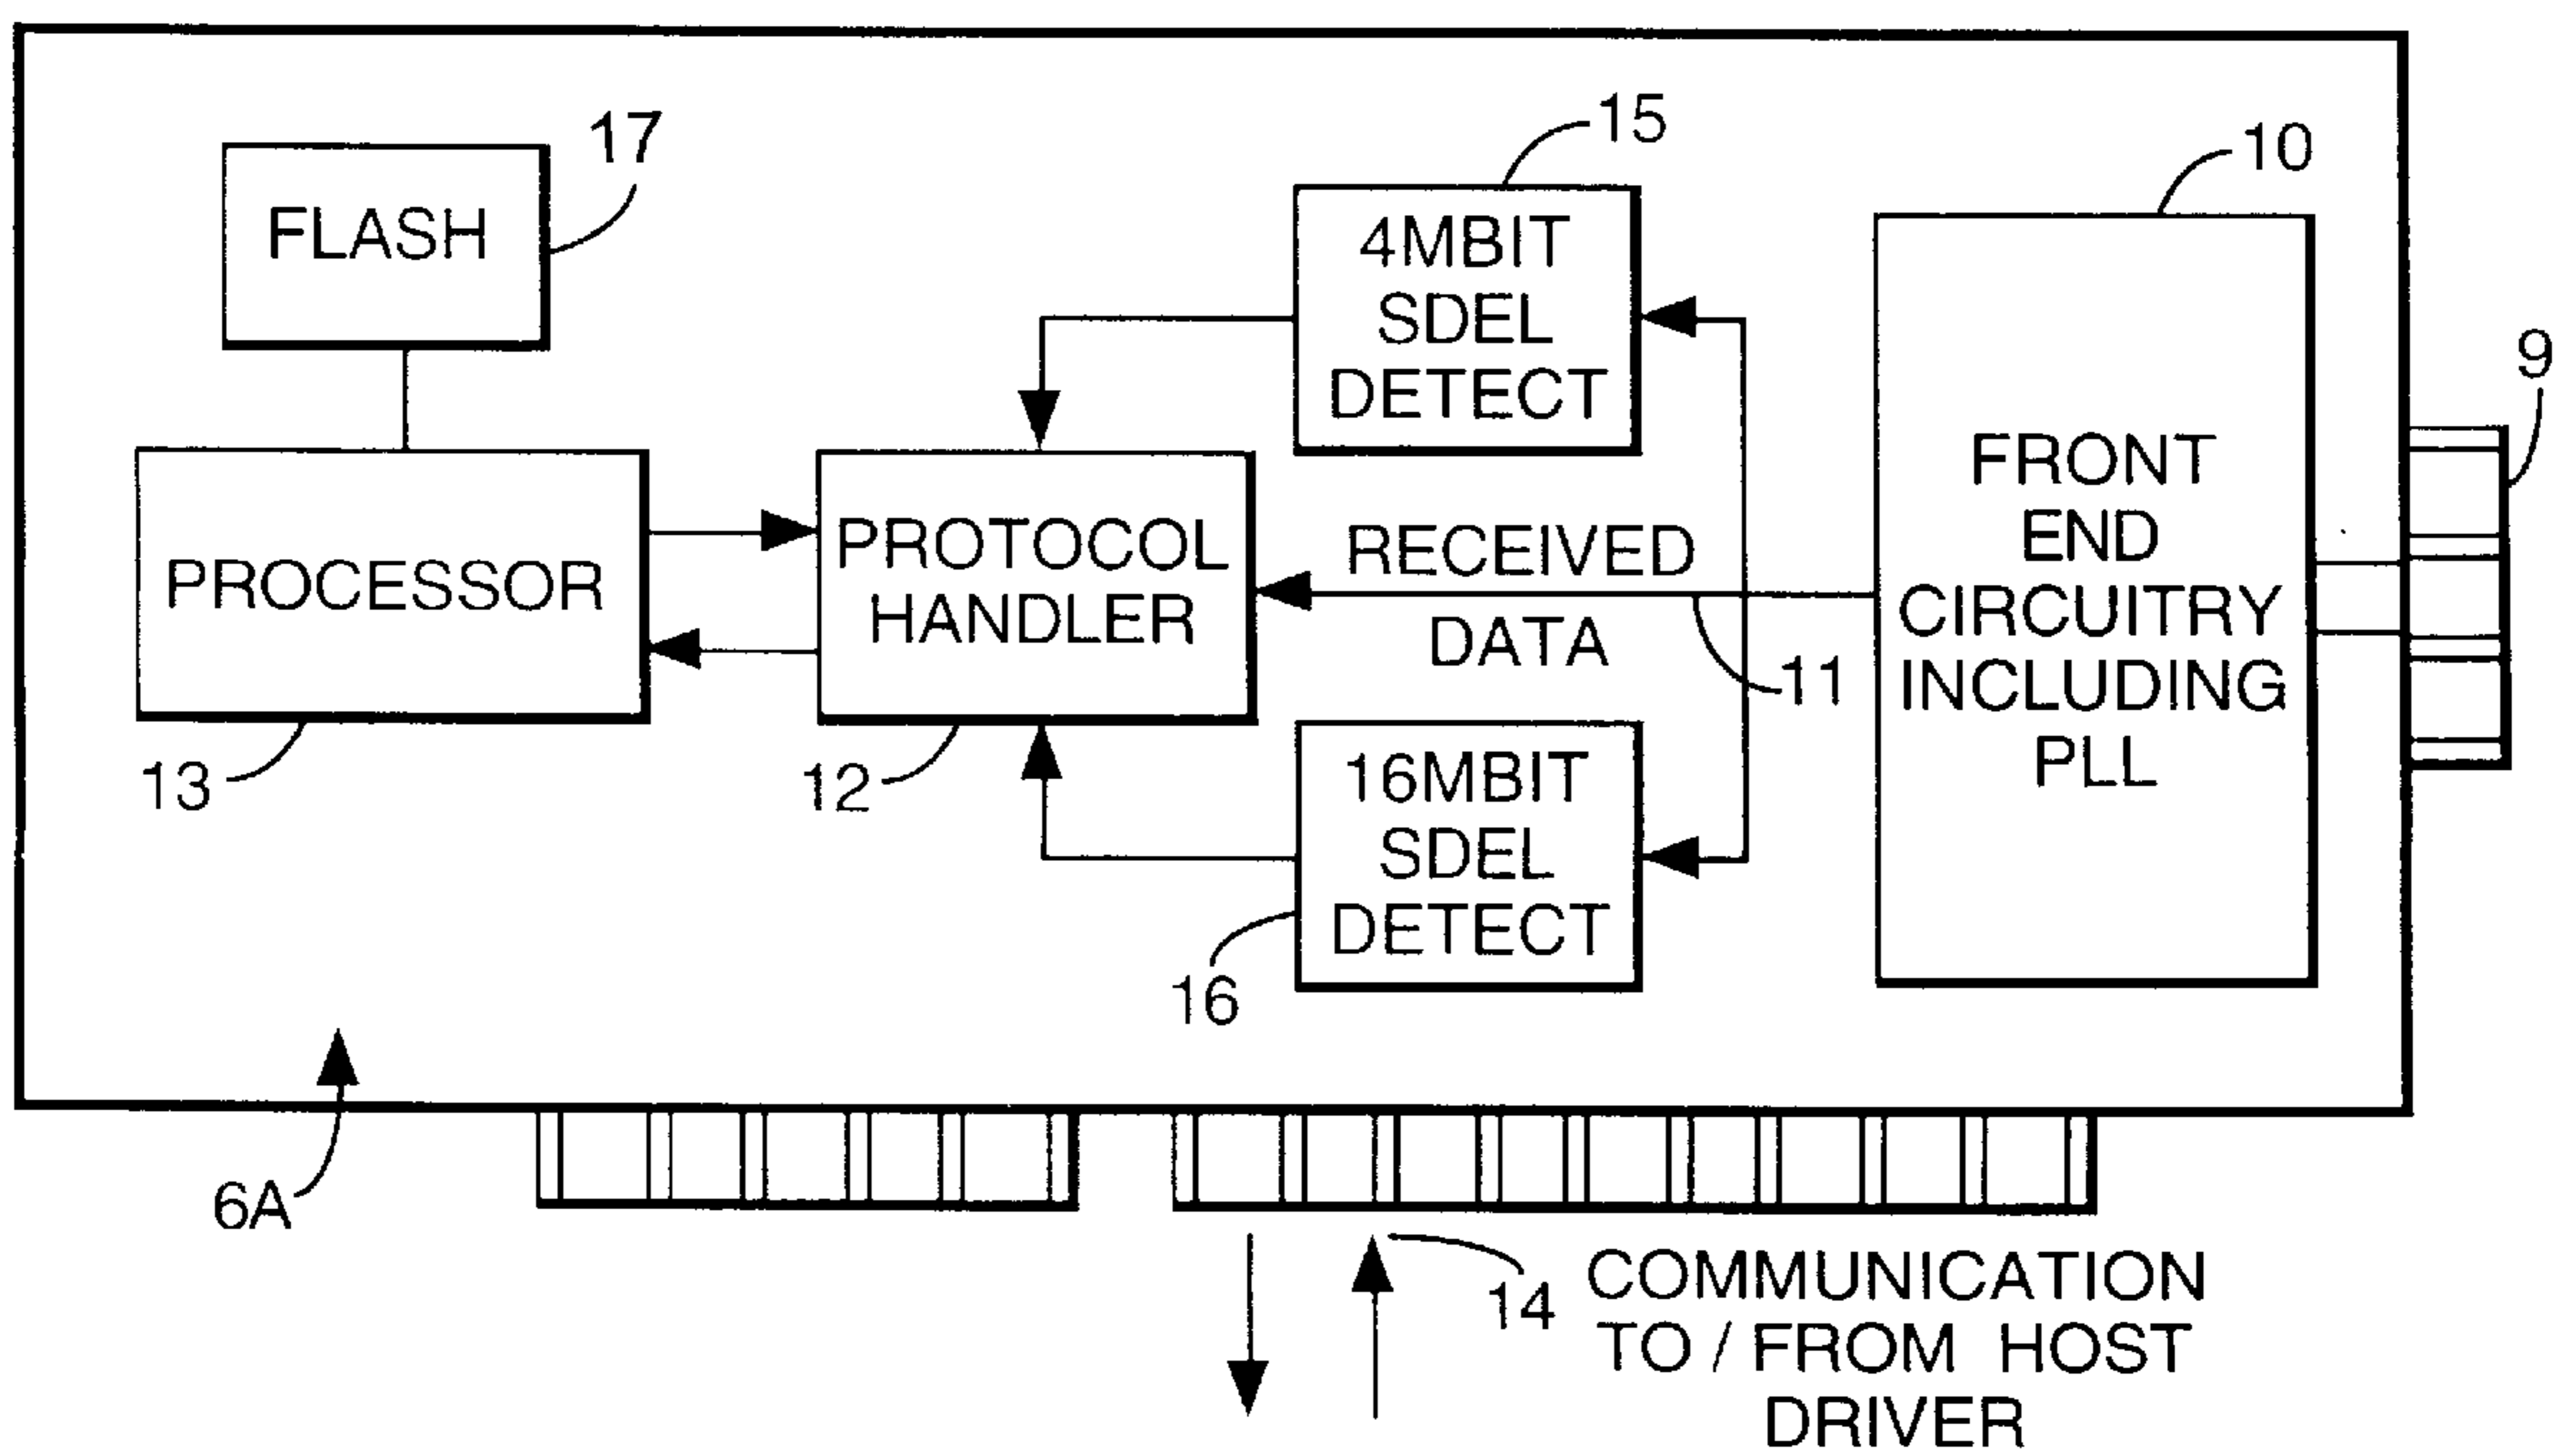 17
FLASH
15
10
4MBIT
SDEL
DETECT
9
FRONT
END
CIRCUITRY
INCLUDING
PLL
PROCESSOR
PROTOCOL
HANDLER
RECEIVED
DATA
11
13
12
16MBIT
SDEL
DETECT
16
6A
14
COMMUNICATION
TO / FROM HOST
DRIVER